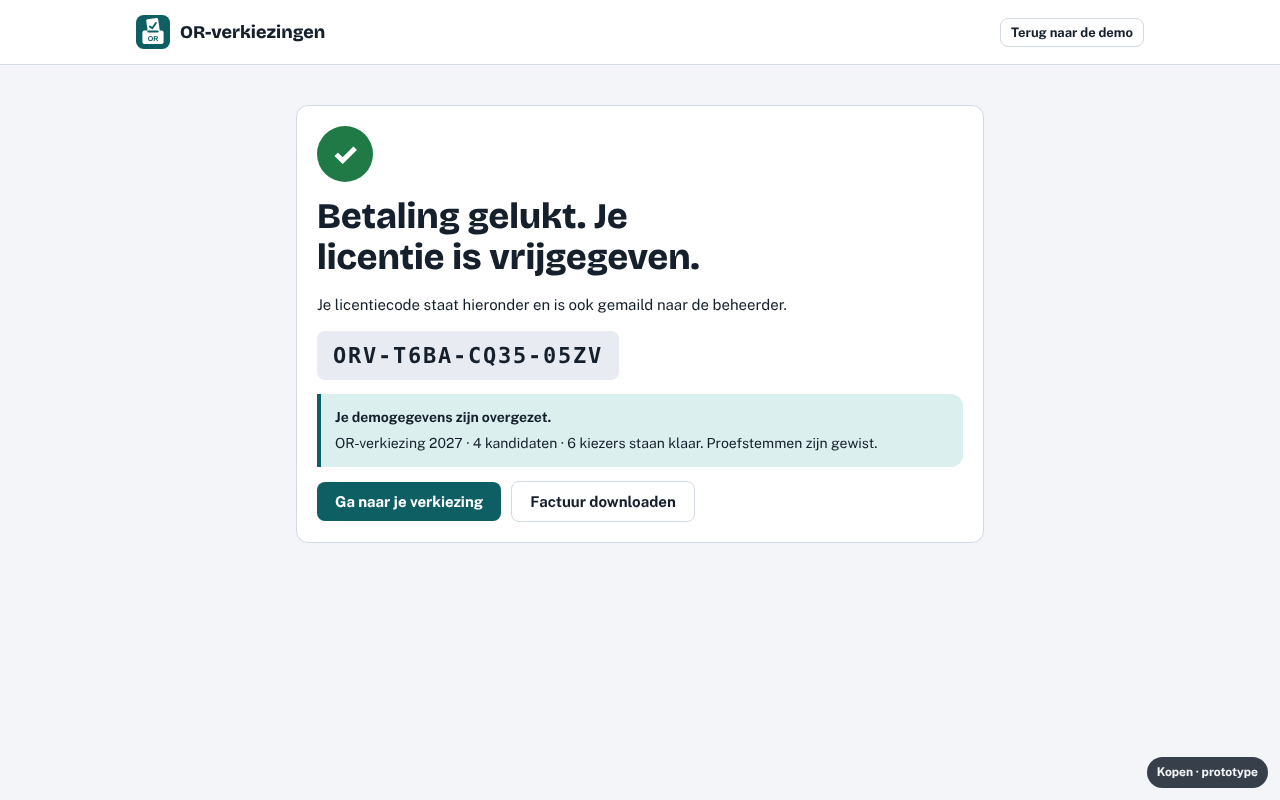 OR
OR-verkiezingen
Terug naar de demo
Betaling gelukt. Je
licentie is vrijgegeven.
Je licentiecode staat hieronder en is ook gemaild naar de beheerder.
ORV-T6BA-CQ35-05ZV
Je demogegevens zijn overgezet.
OR-verkiezing 2027 · 4 kandidaten · 6 kiezers staan klaar. Proefstemmen zijn gewist.
Ga naar je verkiezing
Factuur downloaden
Kopen · prototype